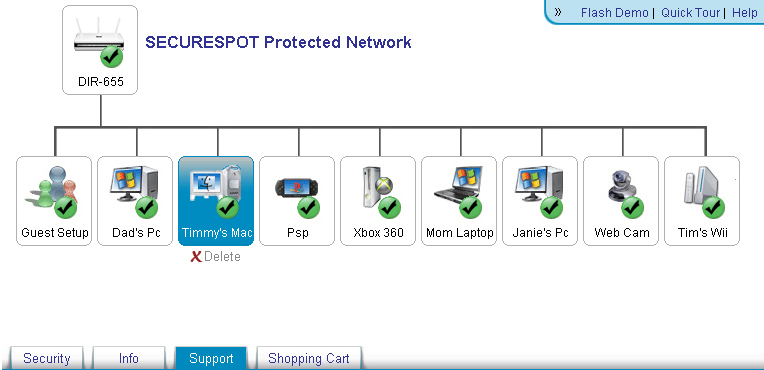 » Flash Demo | Quick Tour | Help
SECURESPOT Protected Network
DIR-655
Guest Setup Dad's Pc Timmy's Mac Psp Xbox 360 Mom Laptop Janie's Pc Web Cam Tim's Wii
X Delete
Security Info Support Shopping Cart